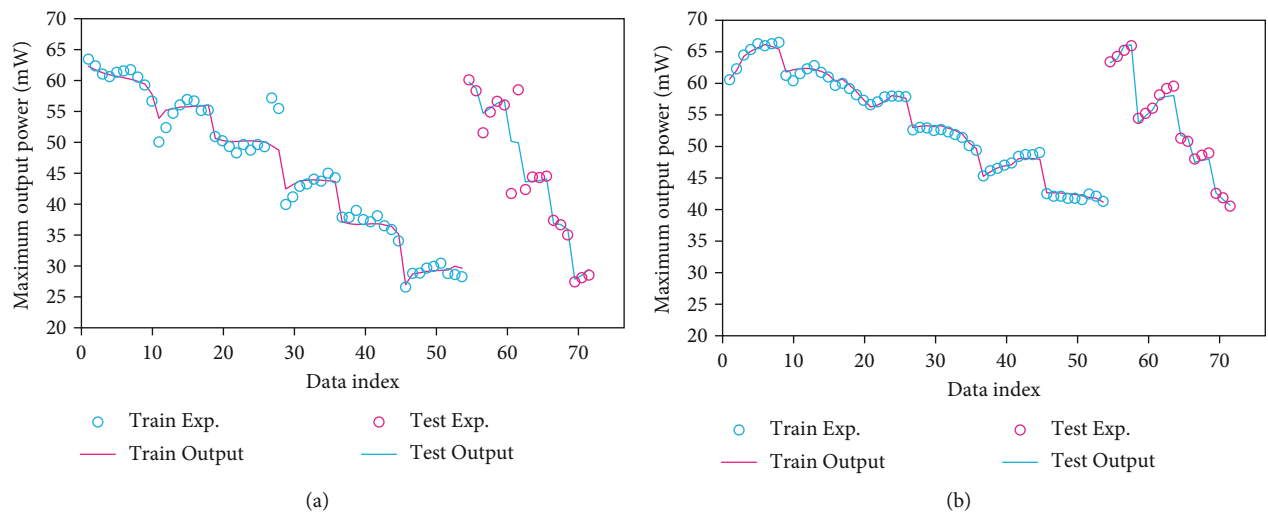 Maximum output power (mW)
70
65
60
55
50
45
40
35
30
25
20
0 10 20 30 40 50 60 70
Data index
Train Exp.
Test Exp.
Train Output
Test Output
(a)
Maximum output power (mW)
70
65
60
55
50
45
40
35
30
25
20
0 10 20 30 40 50 60 70
Data index
Train Exp.
Test Exp.
Train Output
Test Output
(b)